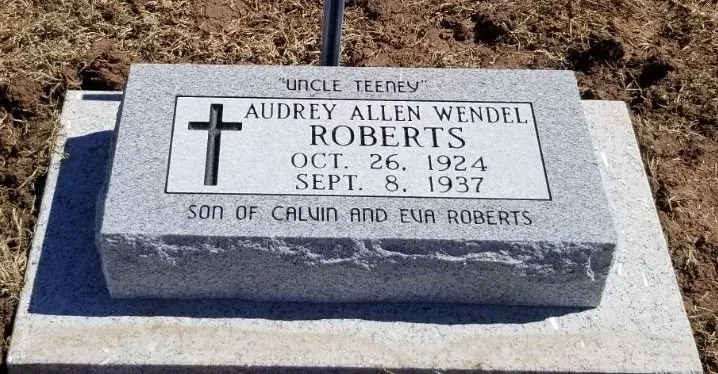 "UNCLE TEENEY"
AUDREY ALLEN WENDEL
ROBERTS
OCT. 26, 1924
SEPT. 8, 1937
SON OF CALVIN AND EVA ROBERTS